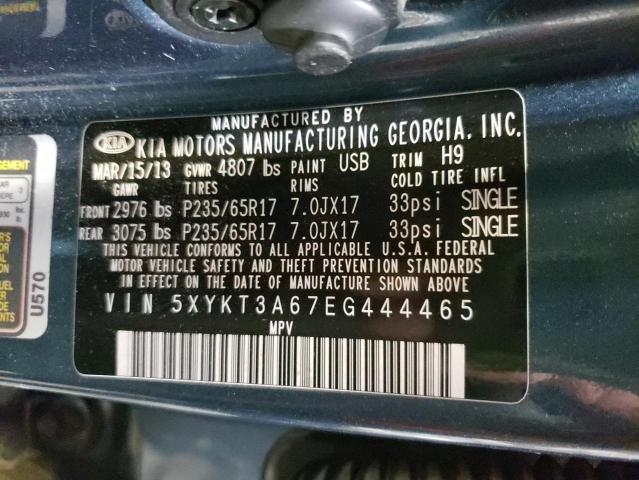 MANUFACTURED BY
KIA KIA MOTORS MANUFACTURING GEORGIA, INC.
MAR/15/13 GVWR 4807 lbs PAINT USB TRIM H9
GAWR TIRES RIMS COLD TIRE INFL
FRONT 2976 lbs P235/65R17 7.0JX17 33psi SINGLE
REAR 3075 lbs P235/65R17 7.0JX17 33psi SINGLE
THIS VEHICLE CONFORMS TO ALL APPLICABLE U.S.A. FEDERAL
MOTOR VEHICLE SAFETY AND THEFT PREVENTION STANDARDS
IN EFFECT ON THE DATE OF MANUFACTURE SHOWN ABOVE.
VIN 5XYKT3A67EG444465
MPV
U570